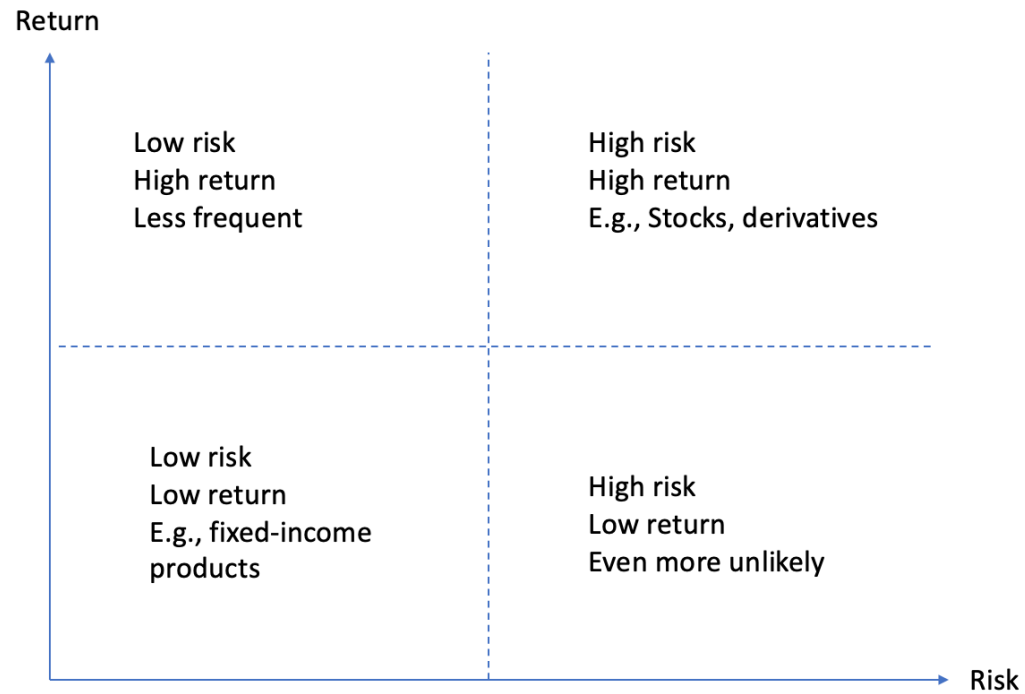 Return
Low risk
High return
Less frequent
High risk
High return
E.g., Stocks, derivatives
Low risk
Low return
E.g., fixed-income
products
High risk
Low return
Even more unlikely
Risk